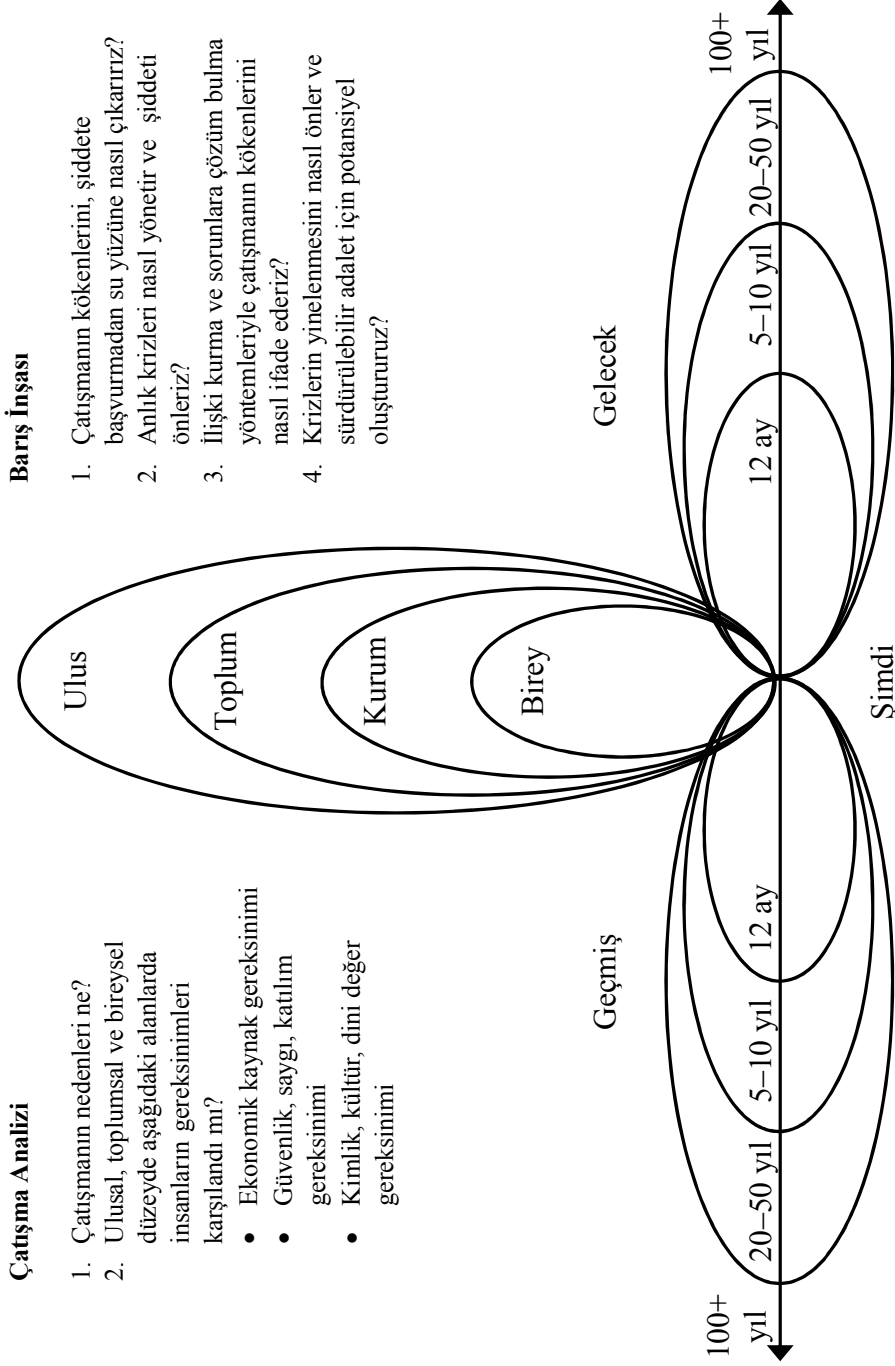 Çatışma Analizi
1. Çatışmanın nedenleri ne?
2. Ulusal, toplumsal ve bireysel
düzeyde aşağıdaki alanlarda
insanların gereksinimleri
karşılandı mı?
• Ekonomik kaynak gereksinimi
• Güvenlik, saygı, katılım
gereksinimi
• Kimlik, kültür, dini değer
gereksinimi
Barış İnşası
1. Çatışmanın kökenlerini, şiddete
başvurmadan su yüzüne nasıl çıkarırız?
2. Anlık krizleri nasıl yönetir ve şiddeti
önleriz?
3. İlişki kurma ve sorunlara çözüm bulma
yöntemleriyle çatışmanın kökenlerini
nasıl ifade ederiz?
4. Krizlerin yinelenmesini nasıl önler ve
sürdürülebilir adalet için potansiyel
oluştururuz?
Ulus
Toplum
Kurum
Birey
Geçmiş
Gelecek
100+
yıl
20–50 yıl
5–10 yıl
12 ay
12 ay
5–10 yıl
20–50 yıl
100+
yıl
Şimdi